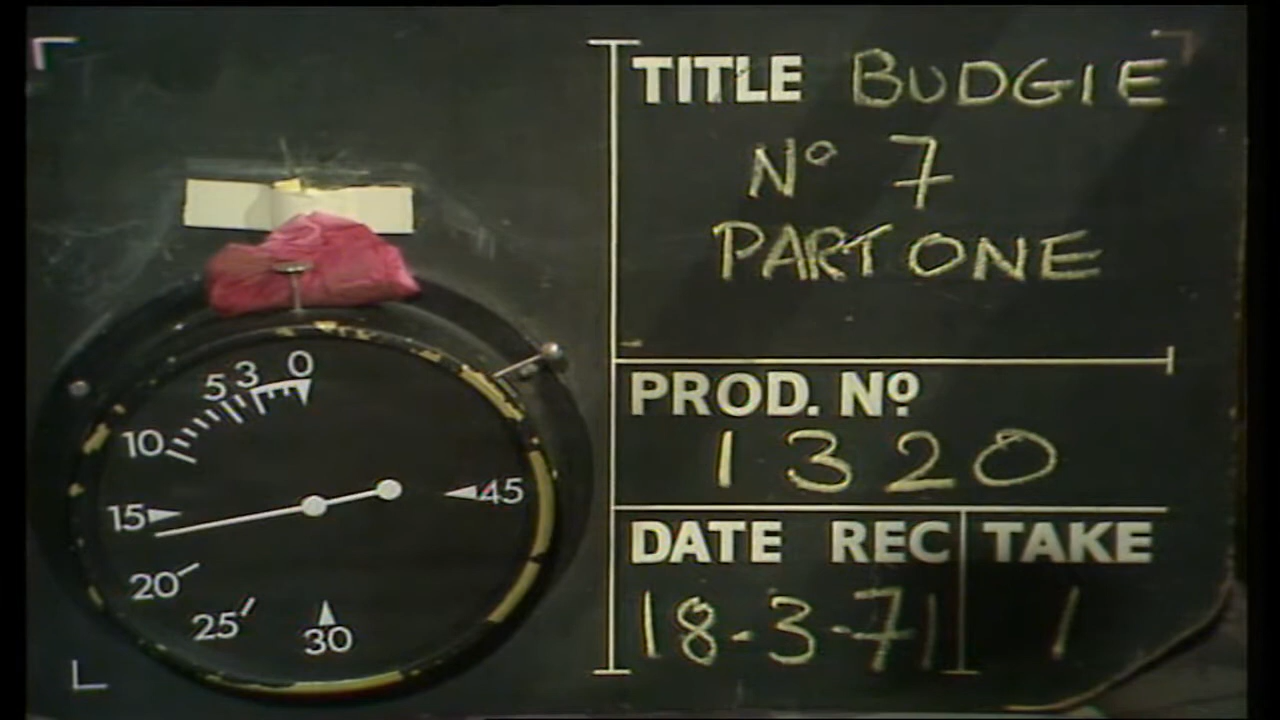 TITLE BUDGIE
Nº 7
PART ONE
PROD. Nº
1320
DATE REC TAKE
18-3-71 1
0
3
5
10
15
20
25
30
45